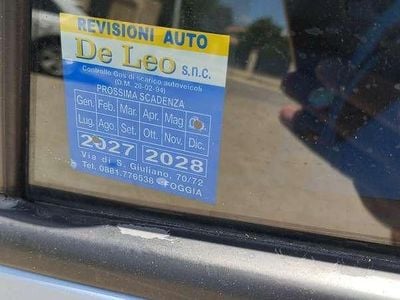 REVISIONI AUTO
De Leo s.n.c.
Controllo Gas di scarico autoveicoli
(D.M. 28-02-94)
PROSSIMA SCADENZA
Gen. Feb. Mar. Apr. Mag.
Lug. Ago. Set. Ott. Nov. Dic.
2027 2028
Via di S. Giuliano, 70/72
Tel. 0881.776538 FOGGIA